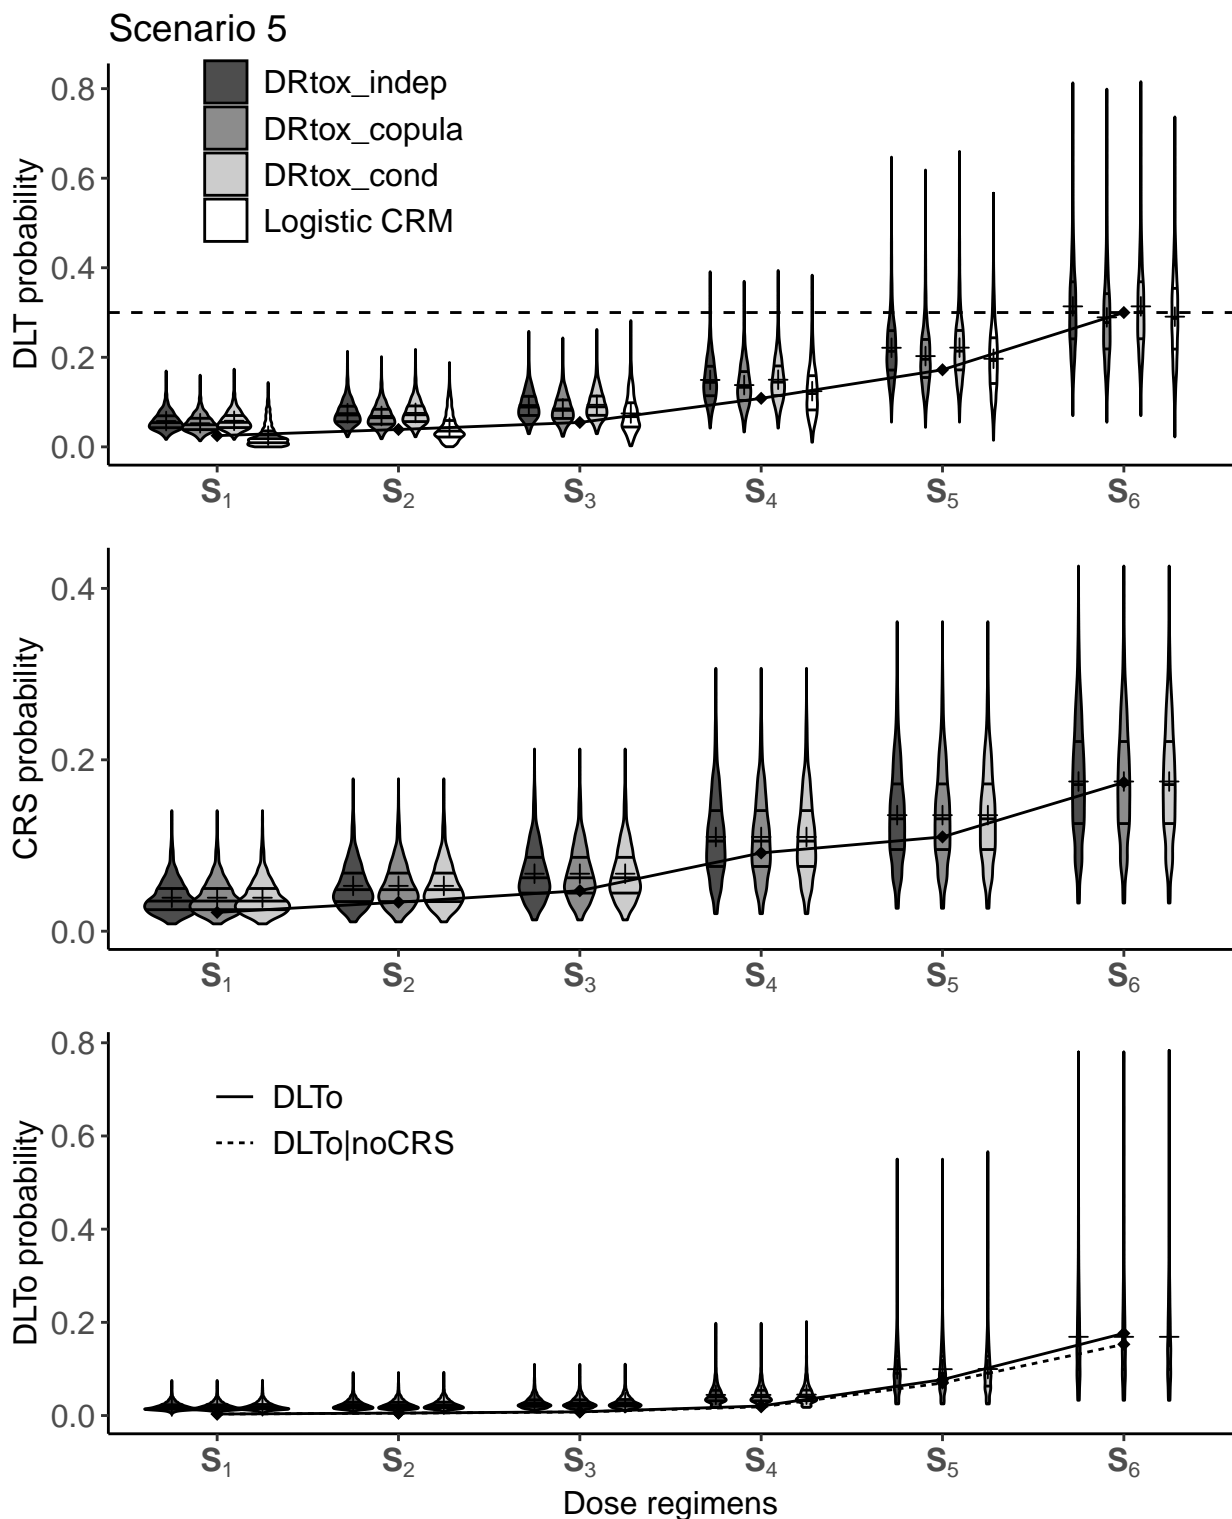 Scenario 5
DRtox_indep
DRtox_copula
DRtox_cond
Logistic CRM
DLT probability
0.8
0.6
0.4
0.2
0.0
S1 S2 S3 S4 S5 S6
CRS probability
0.4
0.2
0.0
S1 S2 S3 S4 S5 S6
DLTo probability
0.8
0.6
0.4
0.2
0.0
DLTo
DLTo|noCRS
S1 S2 S3 S4 S5 S6
Dose regimens